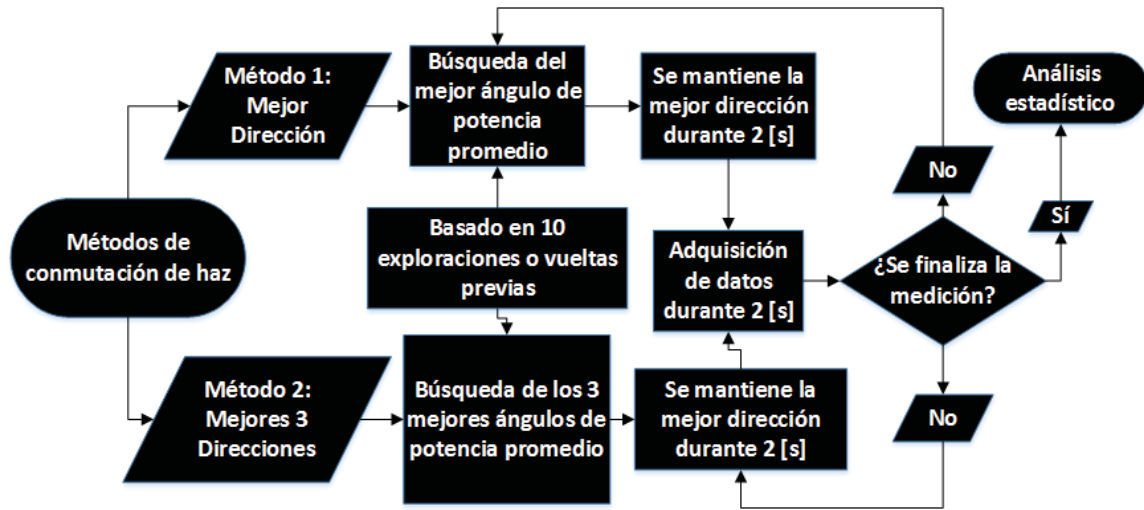 Métodos de
conmutación de haz
Método 1:
Mejor
Dirección
Búsqueda del
mejor ángulo de
potencia
promedio
Se mantiene la
mejor dirección
durante 2 [s]
Basado en 10
exploraciones o vueltas
previas
Método 2:
Mejores 3
Direcciones
Búsqueda de los 3
mejores ángulos de
potencia promedio
Se mantiene la
mejor dirección
durante 2 [s]
Adquisición
de datos
durante 2 [s]
¿Se finaliza la
medición?
No
No
Sí
Análisis
estadístico